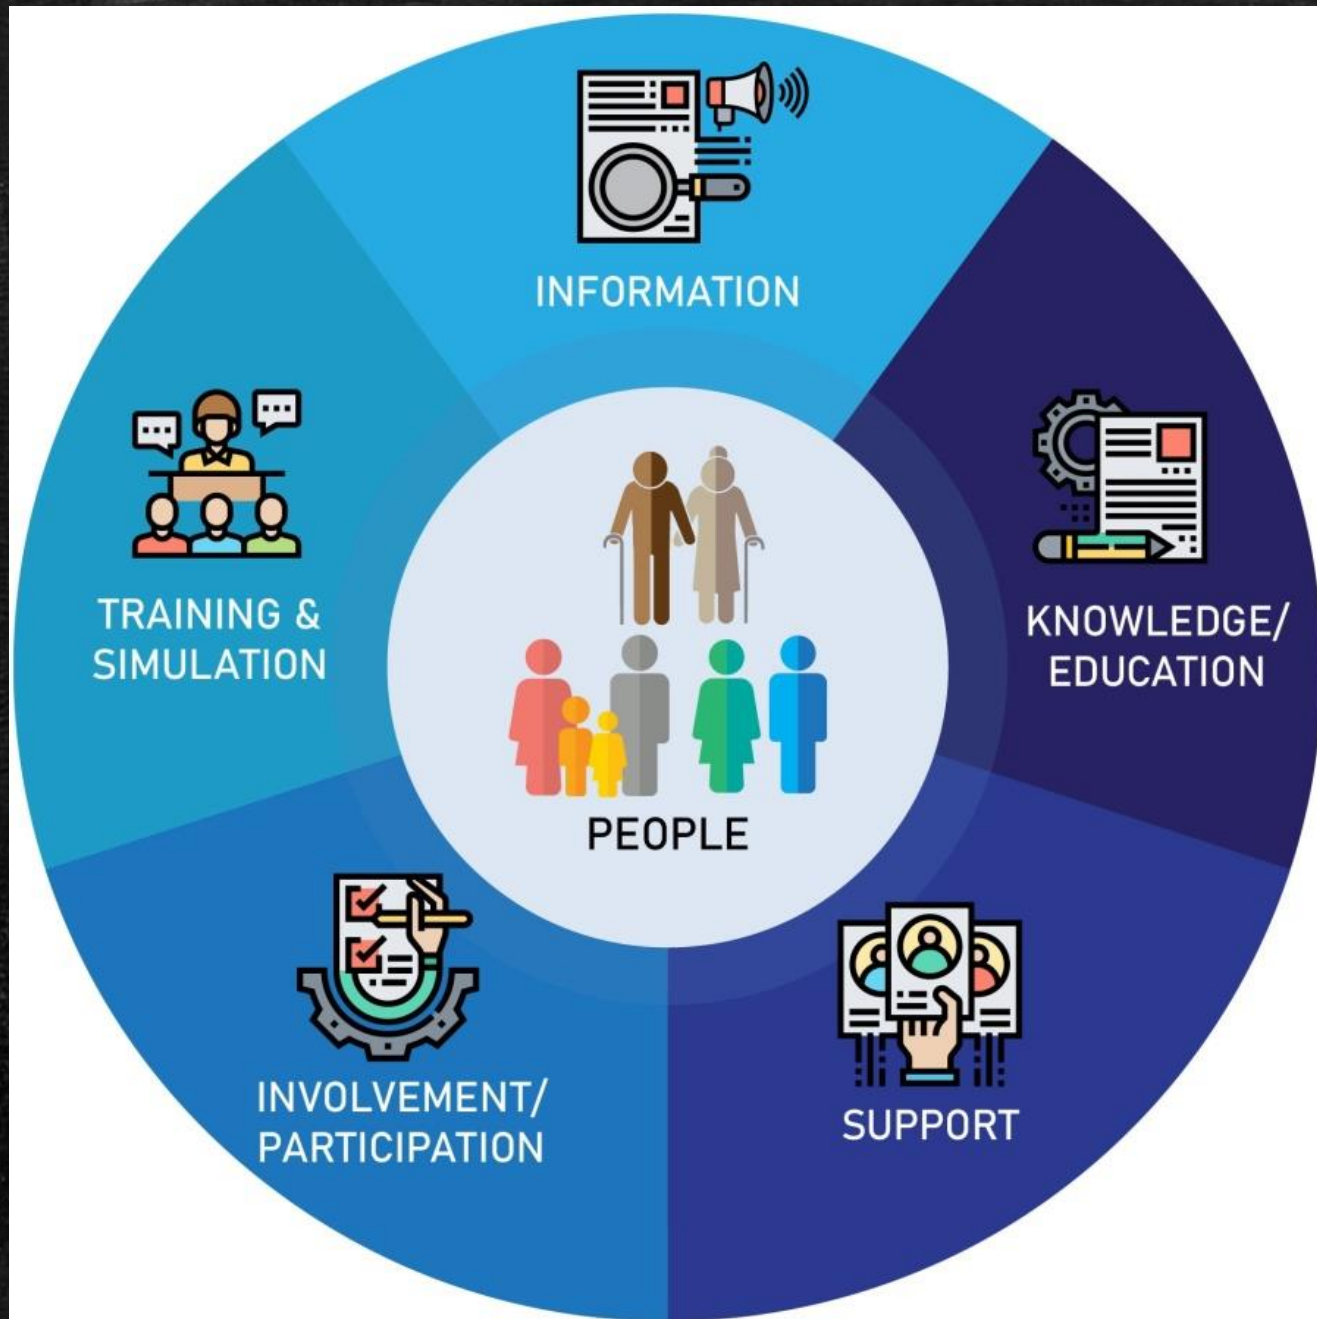 INFORMATION
KNOWLEDGE/
EDUCATION
SUPPORT
INVOLVEMENT/
PARTICIPATION
TRAINING &
SIMULATION
PEOPLE